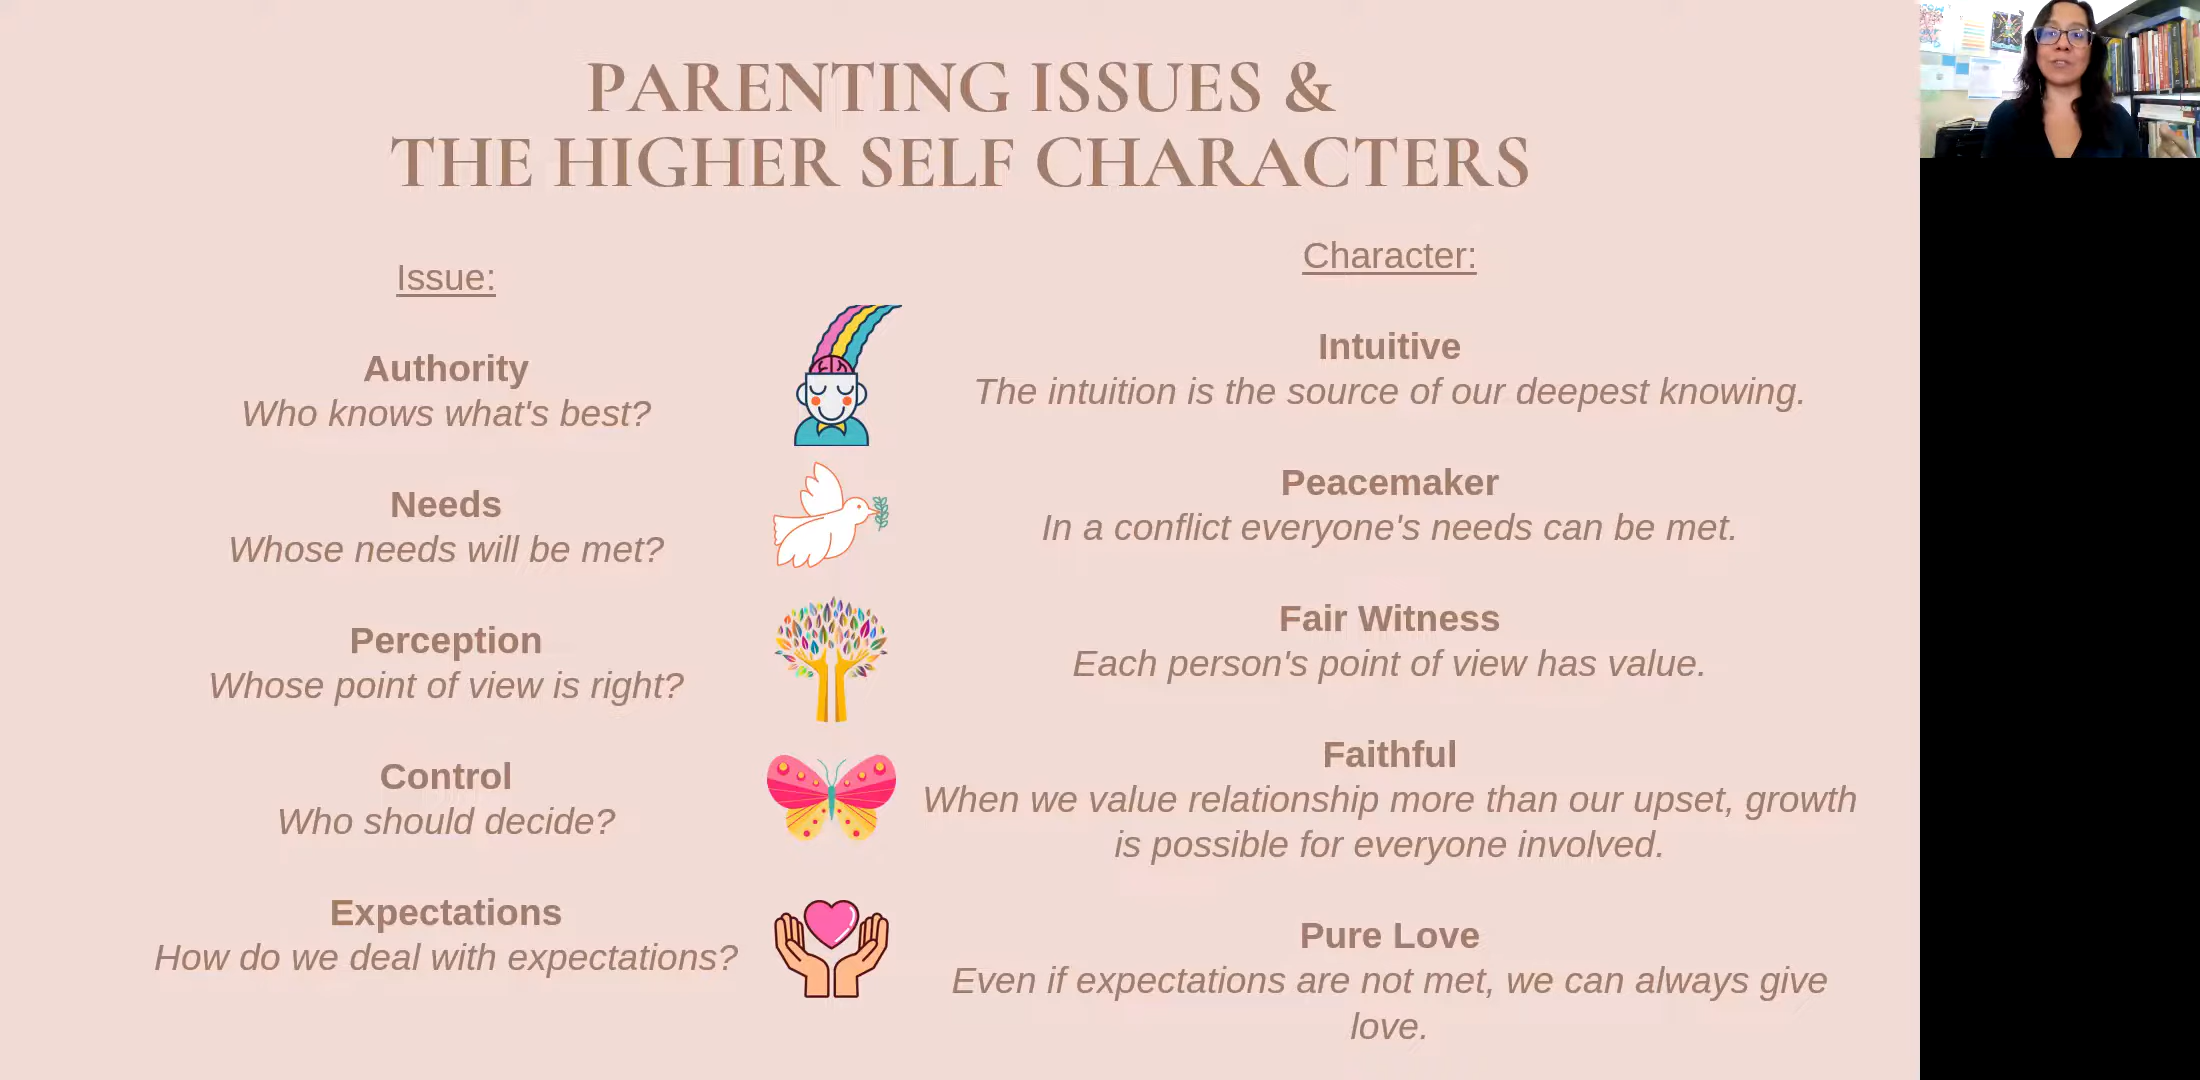 PARENTING ISSUES &
THE HIGHER SELF CHARACTERS
Issue:
Authority
Who knows what's best?
Needs
Whose needs will be met?
Perception
Whose point of view is right?
Control
Who should decide?
Expectations
How do we deal with expectations?
Character:
Intuitive
The intuition is the source of our deepest knowing.
Peacemaker
In a conflict everyone's needs can be met.
Fair Witness
Each person's point of view has value.
Faithful
When we value relationship more than our upset, growth
is possible for everyone involved.
Pure Love
Even if expectations are not met, we can always give
love.